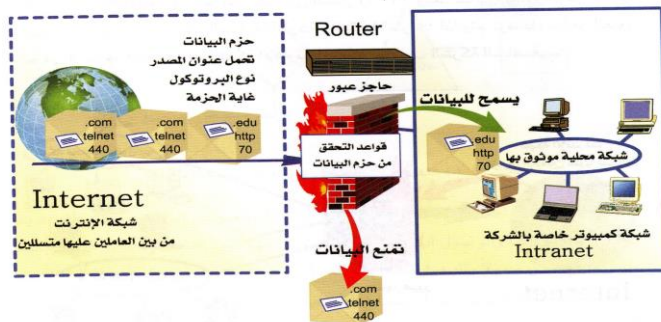 حزم البيانات
تحمل عنوان المصدر
نوع البروتوكول
غاية الحزمة
.com
telnet
440
.com
telnet
440
.edu
http
70
Internet
شبكة الإنترنت
من بين العاملين عليها متسللين
Router
حاجز عبور
قواعد التحقق
من حزم البيانات
يسمح للبيانات
.edu
http
70
شبكة محلية موثوق بها
شبكة كمبيوتر خاصة بالشركة
Intranet
تمنع البيانات
.com
telnet
440